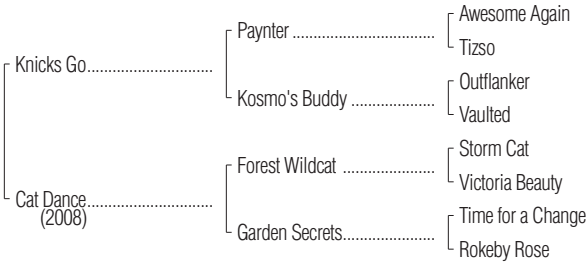 Awesome Again
Paynter
Tizso
Knicks Go
Outflanker
Kosmo's Buddy
Vaulted
Storm Cat
Forest Wildcat
Victoria Beauty
Cat Dance
(2008)
Time for a Change
Garden Secrets
Rokeby Rose